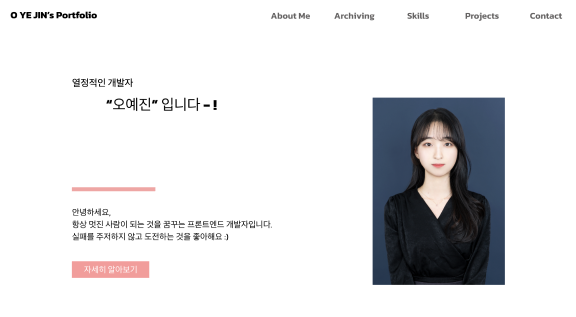 O YE JIN's Portfolio
About Me Archiving Skills Projects Contact
열정적인 개발자
“오예진” 입니다 - !
안녕하세요,
항상 멋진 사람이 되는 것을 꿈꾸는 프론트엔드 개발자입니다.
실패를 주저하지 않고 도전하는 것을 좋아해요 :)
자세히 알아보기